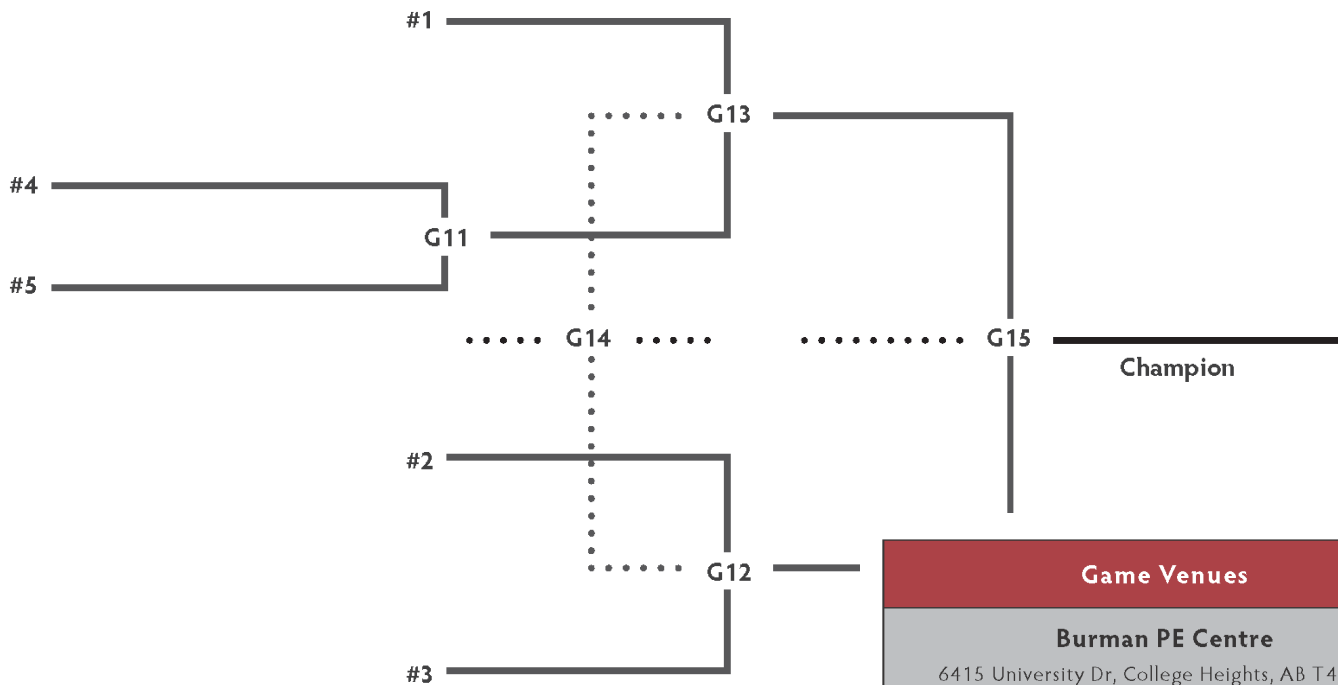 #1
G13
#4
G11
#5
G14
G15
Champion
#2
G12
#3
Game Venues
Burman PE Centre
6415 University Dr, College Heights, AB T4